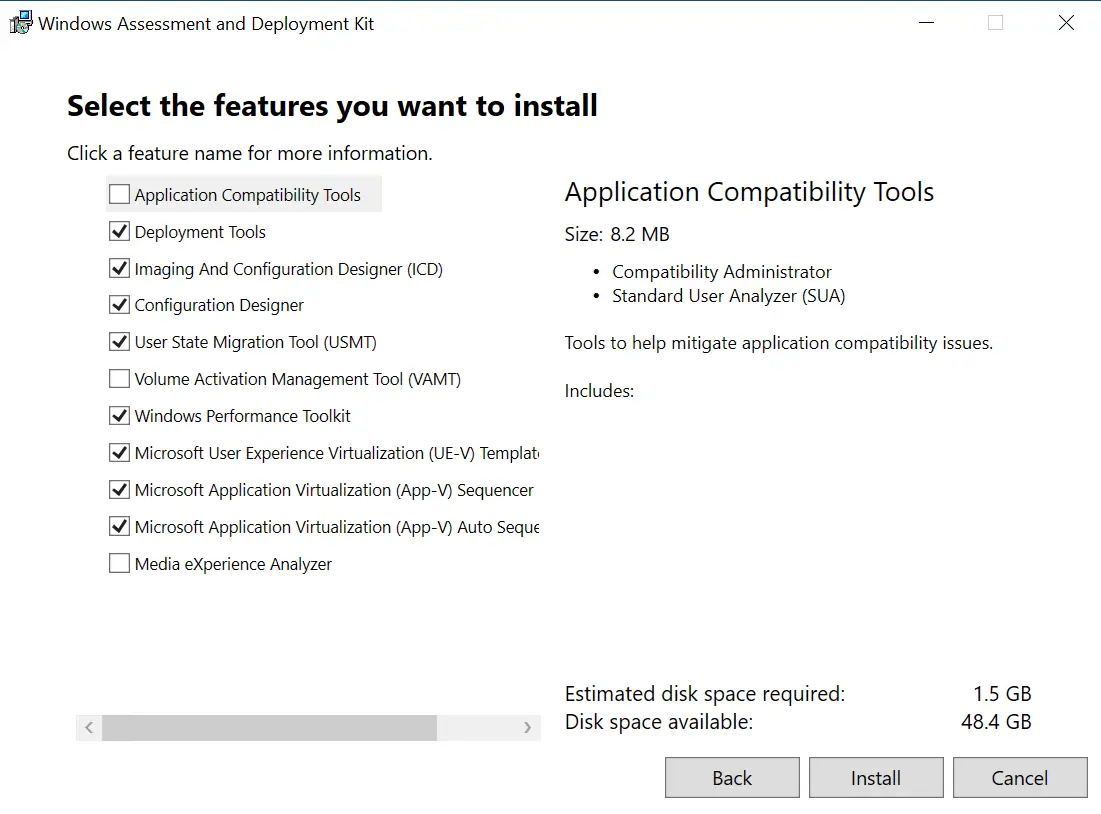 Windows Assessment and Deployment Kit
Select the features you want to install
Click a feature name for more information.
Application Compatibility Tools
Deployment Tools
Imaging And Configuration Designer (ICD)
Configuration Designer
User State Migration Tool (USMT)
Volume Activation Management Tool (VAMT)
Windows Performance Toolkit
Microsoft User Experience Virtualization (UE-V) Templat
Microsoft Application Virtualization (App-V) Sequencer
Microsoft Application Virtualization (App-V) Auto Seque
Media eXperience Analyzer
Application Compatibility Tools
Size: 8.2 MB
• Compatibility Administrator
• Standard User Analyzer (SUA)
Tools to help mitigate application compatibility issues.
Includes:
Estimated disk space required: 1.5 GB
Disk space available: 48.4 GB
Back Install Cancel